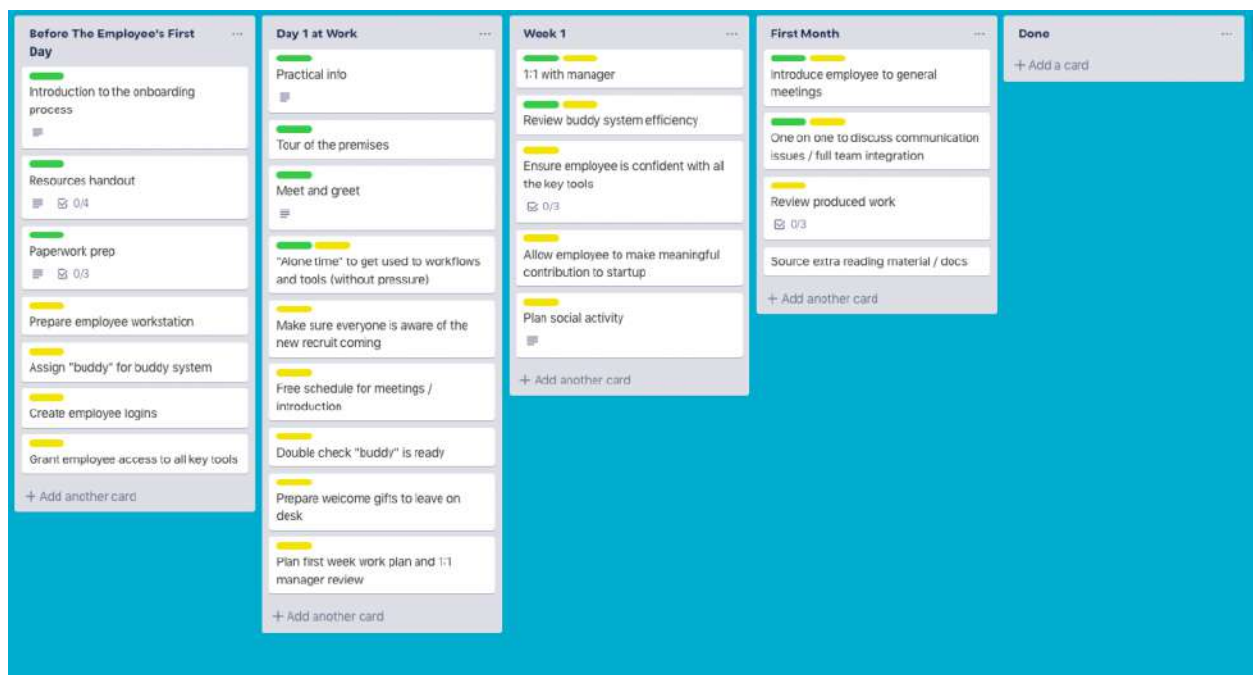 Before The Employee's First
Day
Introduction to the onboarding
process
Resources handout
0/4
Paperwork prep
0/3
Prepare employee workstation
Assign "buddy" for buddy system
Create employee logins
Grant employee access to all key tools
+ Add another card
Day 1 at Work
Practical info
Tour of the premises
Meet and greet
"Alone time" to get used to workflows
and tools (without pressure)
Make sure everyone is aware of the
new recruit coming
Free schedule for meetings /
introduction
Double check "buddy" is ready
Prepare welcome gifts to leave on
desk
Plan first week work plan and 1:1
manager review
+ Add another card
Week 1
1:1 with manager
Review buddy system efficiency
Ensure employee is confident with all
the key tools
0/3
Allow employee to make meaningful
contribution to startup
Plan social activity
+ Add another card
First Month
Introduce employee to general
meetings
One on one to discuss communication
issues / full team integration
Review produced work
0/3
Source extra reading material / docs
+ Add another card
Done
+ Add a card